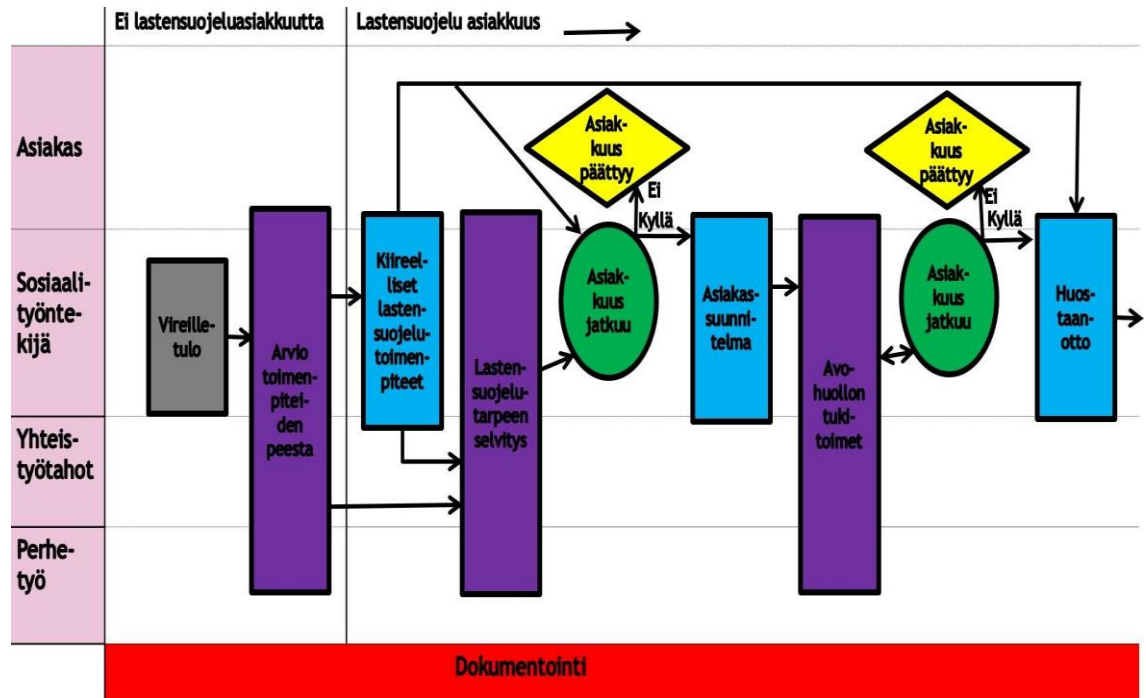 Ei lastensuojeluasiakkuutta
Lastensuojelu asiakkuus
Asiakas
Sosiaali-
työnte-
kijä
Yhteis-
työtahot
Perhe-
työ
Vireille-
tulo
Arvio
toimen-
pitei-
den
peesta
Kiireel-
liset
lasten-
suojelu-
toimen-
piteet
Lasten-
suojelu-
tarpeen
selvitys
Asiak-
kuus
päättyy
Ei
Kyllä
Asiak-
kuus
jatkuu
Asiakas-
suunni-
telma
Avo-
huollon
tuki-
toimet
Asiak-
kuus
päättyy
Ei
Kyllä
Asiak-
kuus
jatkuu
Huos-
taan-
otto
Dokumentointi